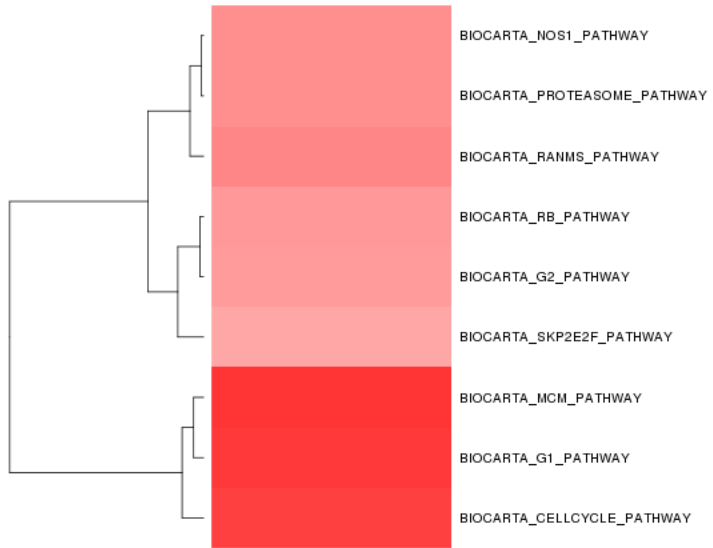 BIOCARTA_NOS1_PATHWAY
BIOCARTA_PROTEASOME_PATHWAY
BIOCARTA_RANMS_PATHWAY
BIOCARTA_RB_PATHWAY
BIOCARTA_G2_PATHWAY
BIOCARTA_SKP2E2F_PATHWAY
BIOCARTA_MCM_PATHWAY
BIOCARTA_G1_PATHWAY
BIOCARTA_CELLCYCLE_PATHWAY